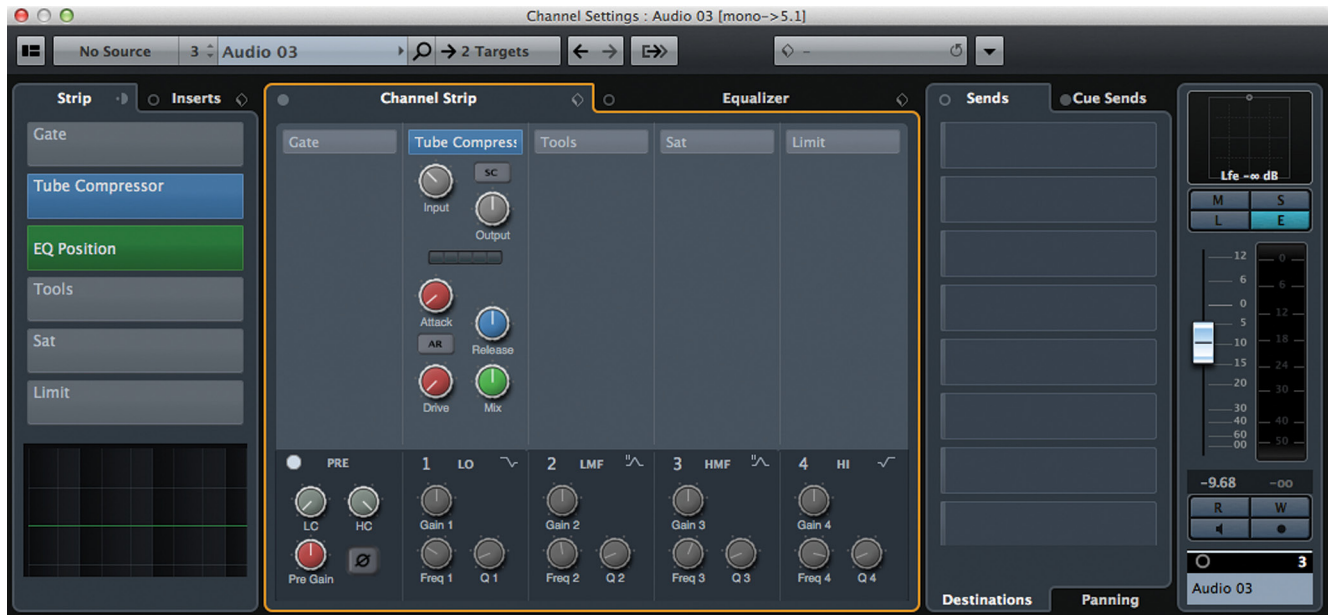 Channel Settings : Audio 03 [mono->5.1]
No Source 3 Audio 03 → 2 Targets –
Strip Inserts
Gate
Tube Compressor
EQ Position
Tools
Sat
Limit
Channel Strip Equalizer
Gate Tube Compress Tools Sat Limit
SC
Input
Output
Attack
AR
Release
Drive Mix
PRE 1 LO 2 LMF 3 HMF 4 HI
LC HC Gain 1 Gain 2 Gain 3 Gain 4
Pre Gain Ø Freq 1 Q 1 Freq 2 Q 2 Freq 3 Q 3 Freq 4 Q 4
Sends Cue Sends
Destinations Panning
Lfe -∞ dB
M S
L E
12 0
6 6
0 12
5 18
10 24
15 30
20 40
30 50
40
60
00
-9.68 -oo
R W
3
Audio 03